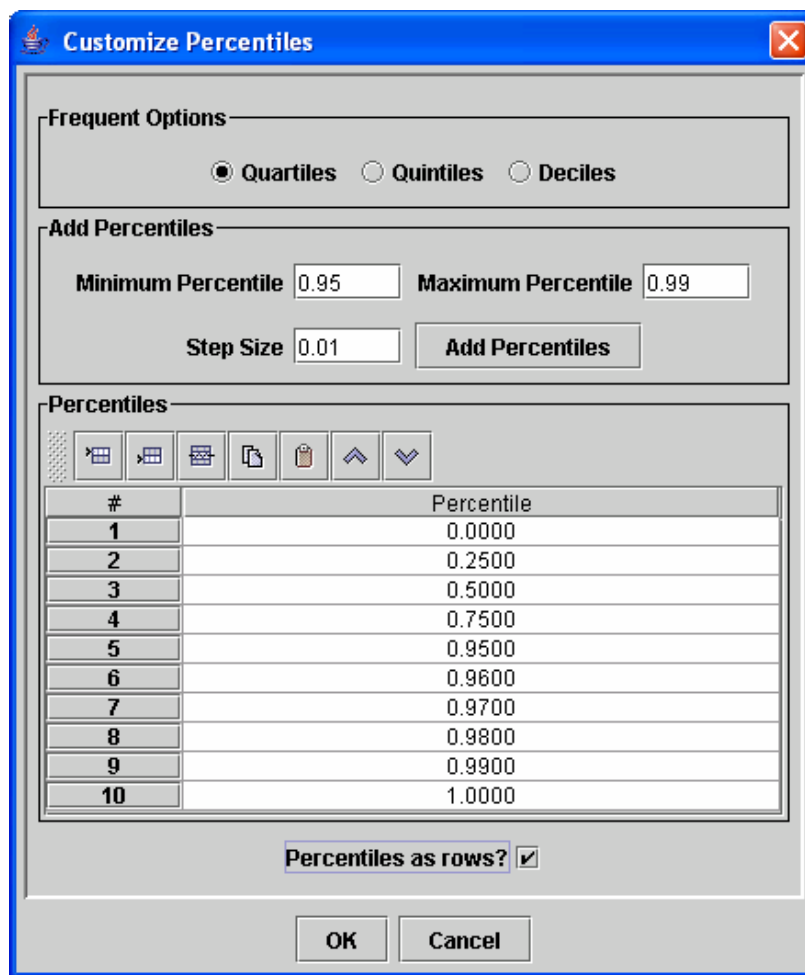 Customize Percentiles
Frequent Options
Quartiles Quintiles Deciles
Add Percentiles
Minimum Percentile 0.95 Maximum Percentile 0.99
Step Size 0.01 Add Percentiles
Percentiles
# Percentile
1 0.0000
2 0.2500
3 0.5000
4 0.7500
5 0.9500
6 0.9600
7 0.9700
8 0.9800
9 0.9900
10 1.0000
Percentiles as rows?
OK Cancel